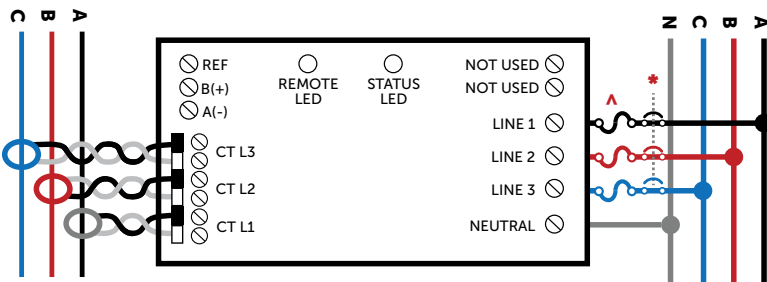 C
B
A
REF
B(+)
A(-)
REMOTE
LED
STATUS
LED
NOT USED
NOT USED
LINE 1
LINE 2
LINE 3
NEUTRAL
CT L3
CT L2
CT L1
^
*
N
C
B
A